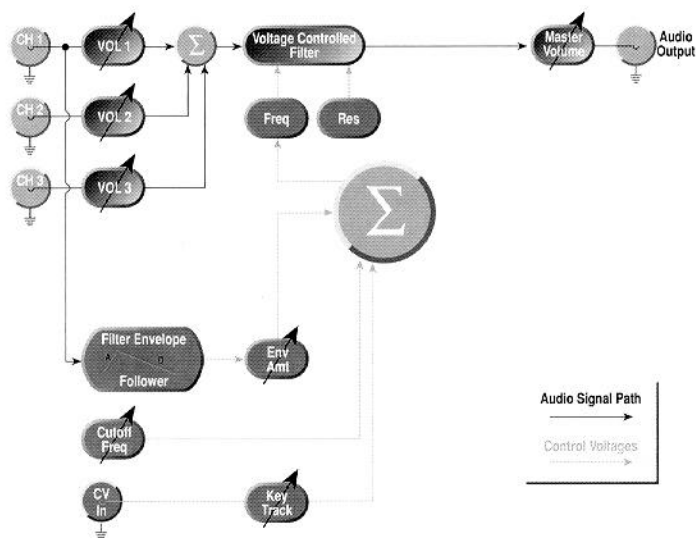 CH 1
VOL 1
Σ
Voltage Controlled
Filter
Master
Volume
Audio
Output
CH 2
VOL 2
Freq
Res
CH 3
VOL 3
Σ
Filter Envelope
A
D
Follower
Env
Amt
Cutoff
Freq
CV
In
Key
Track
Audio Signal Path
Control Voltages